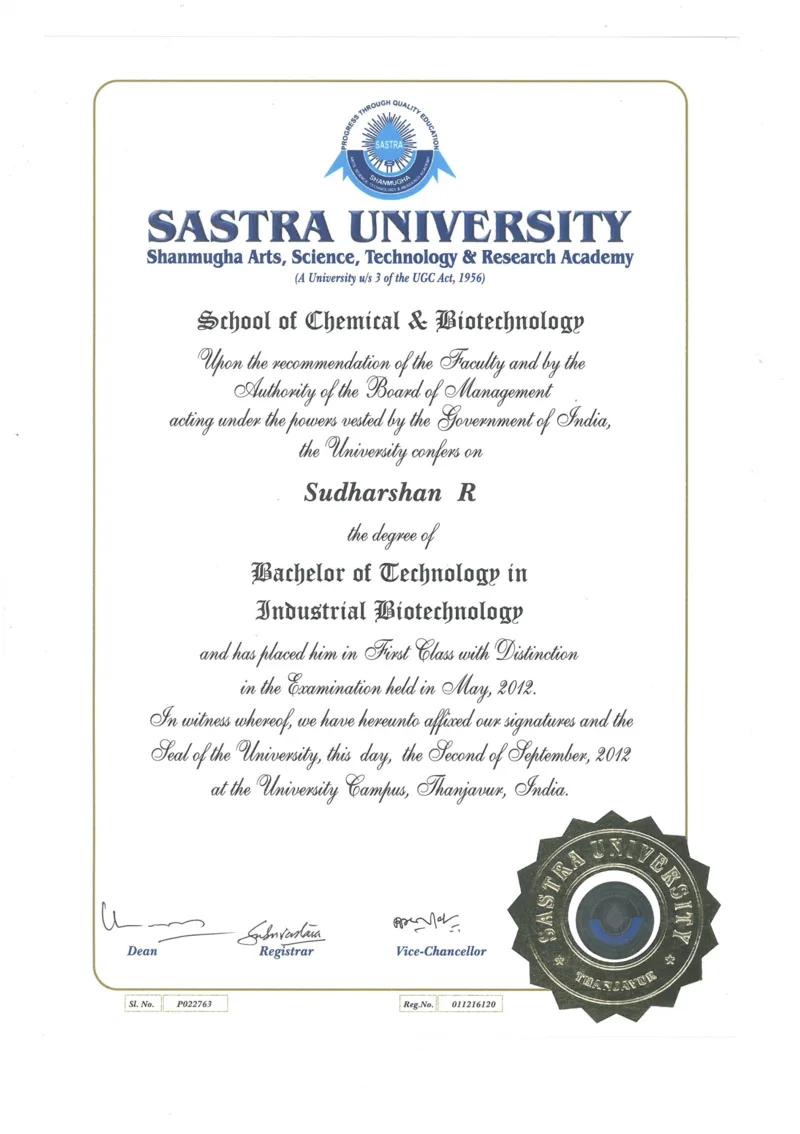 PROGRESS THROUGH QUALITY EDUCATION
SASTRA
SHANMUGHA
SASTRA UNIVERSITY
Shanmugha Arts, Science, Technology & Research Academy
(A University u/s 3 of the UGC Act, 1956)
School of Chemical & Biotechnology
Upon the recommendation of the Faculty and by the
Authority of the Board of Management
acting under the powers vested by the Government of India,
the University confers on
Sudharshan R
the degree of
Bachelor of Technology in
Industrial Biotechnology
and has placed him in First Class with Distinction
in the Examination held in May, 2012.
In witness whereof, we have hereunto affixed our signatures and the
Seal of the University, this day, the Second of September, 2012
at the University Campus, Thanjavur, India.
SASTRA UNIVERSITY
THANJAVUR
Dean Registrar Vice-Chancellor
Sl. No. P022763 Reg.No. 011216120